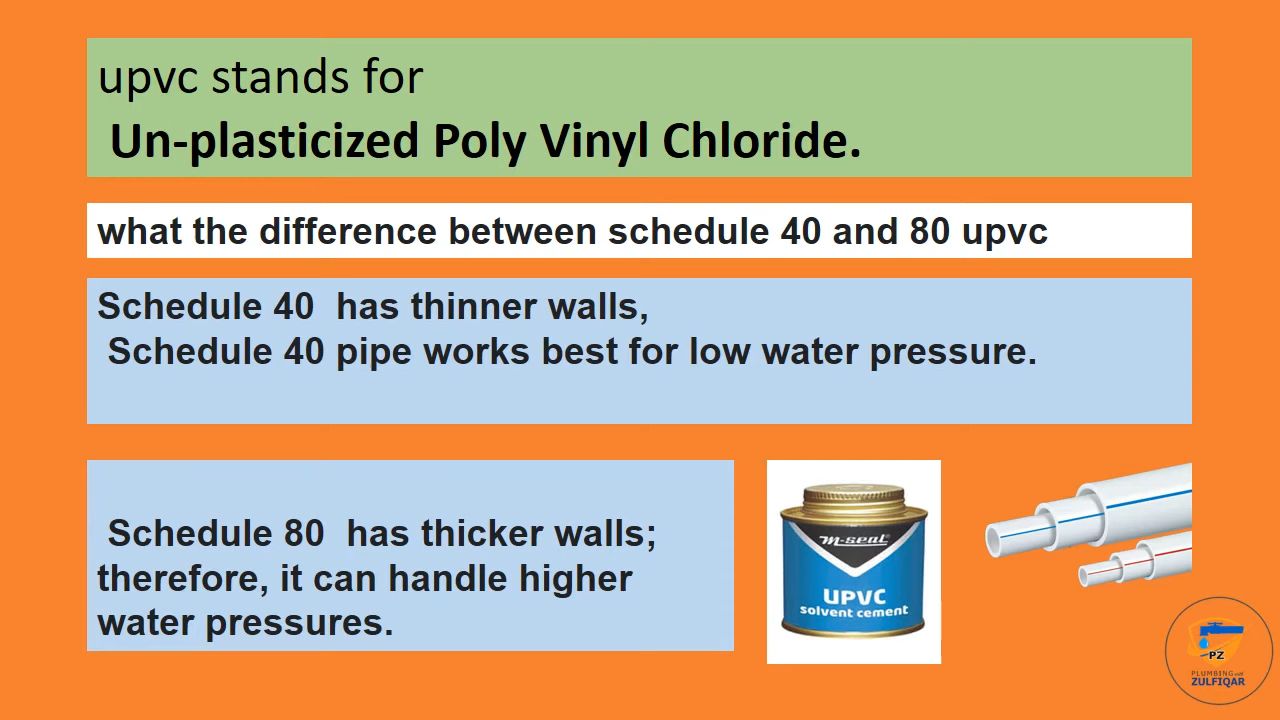 upvc stands for
Un-plasticized Poly Vinyl Chloride.
what the difference between schedule 40 and 80 upvc
Schedule 40 has thinner walls,
Schedule 40 pipe works best for low water pressure.
Schedule 80 has thicker walls;
therefore, it can handle higher
water pressures.
m-seal®
UPVC
solvent cement
PZ
PLUMBING with
ZULFIQAR